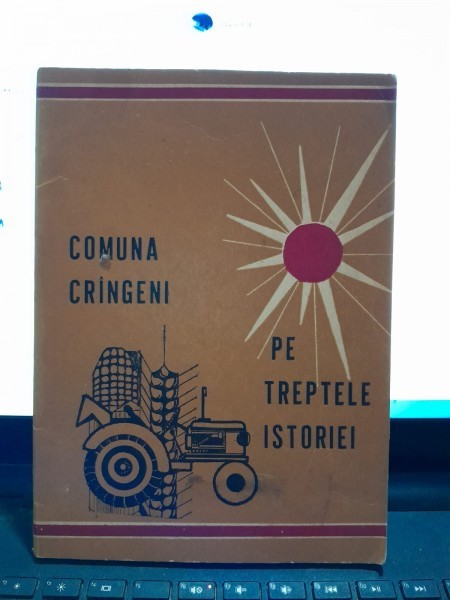 COMUNA
CRÎNGENI
PE
TREPTELE
ISTORIEI